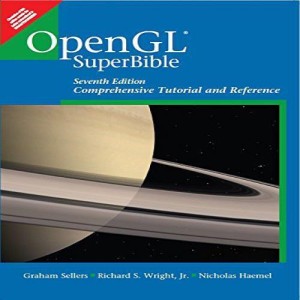 OpenGL®
SuperBible
Seventh Edition
Comprehensive Tutorial and Reference
Graham Sellers • Richard S. Wright, Jr. • Nicholas Haemel